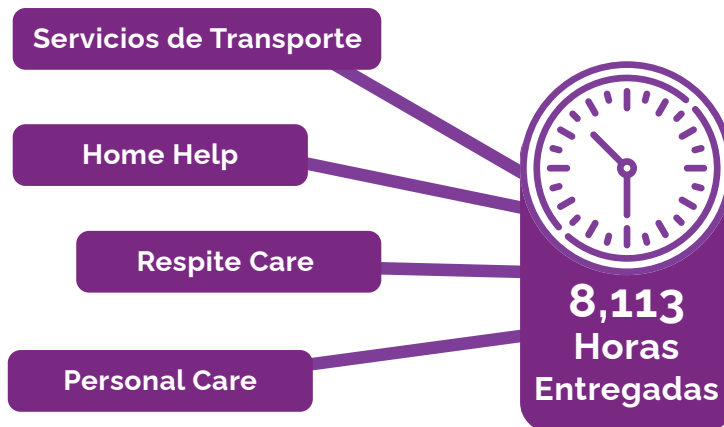 Servicios de Transporte
Home Help
Respite Care
Personal Care
8,113
Horas
Entregadas